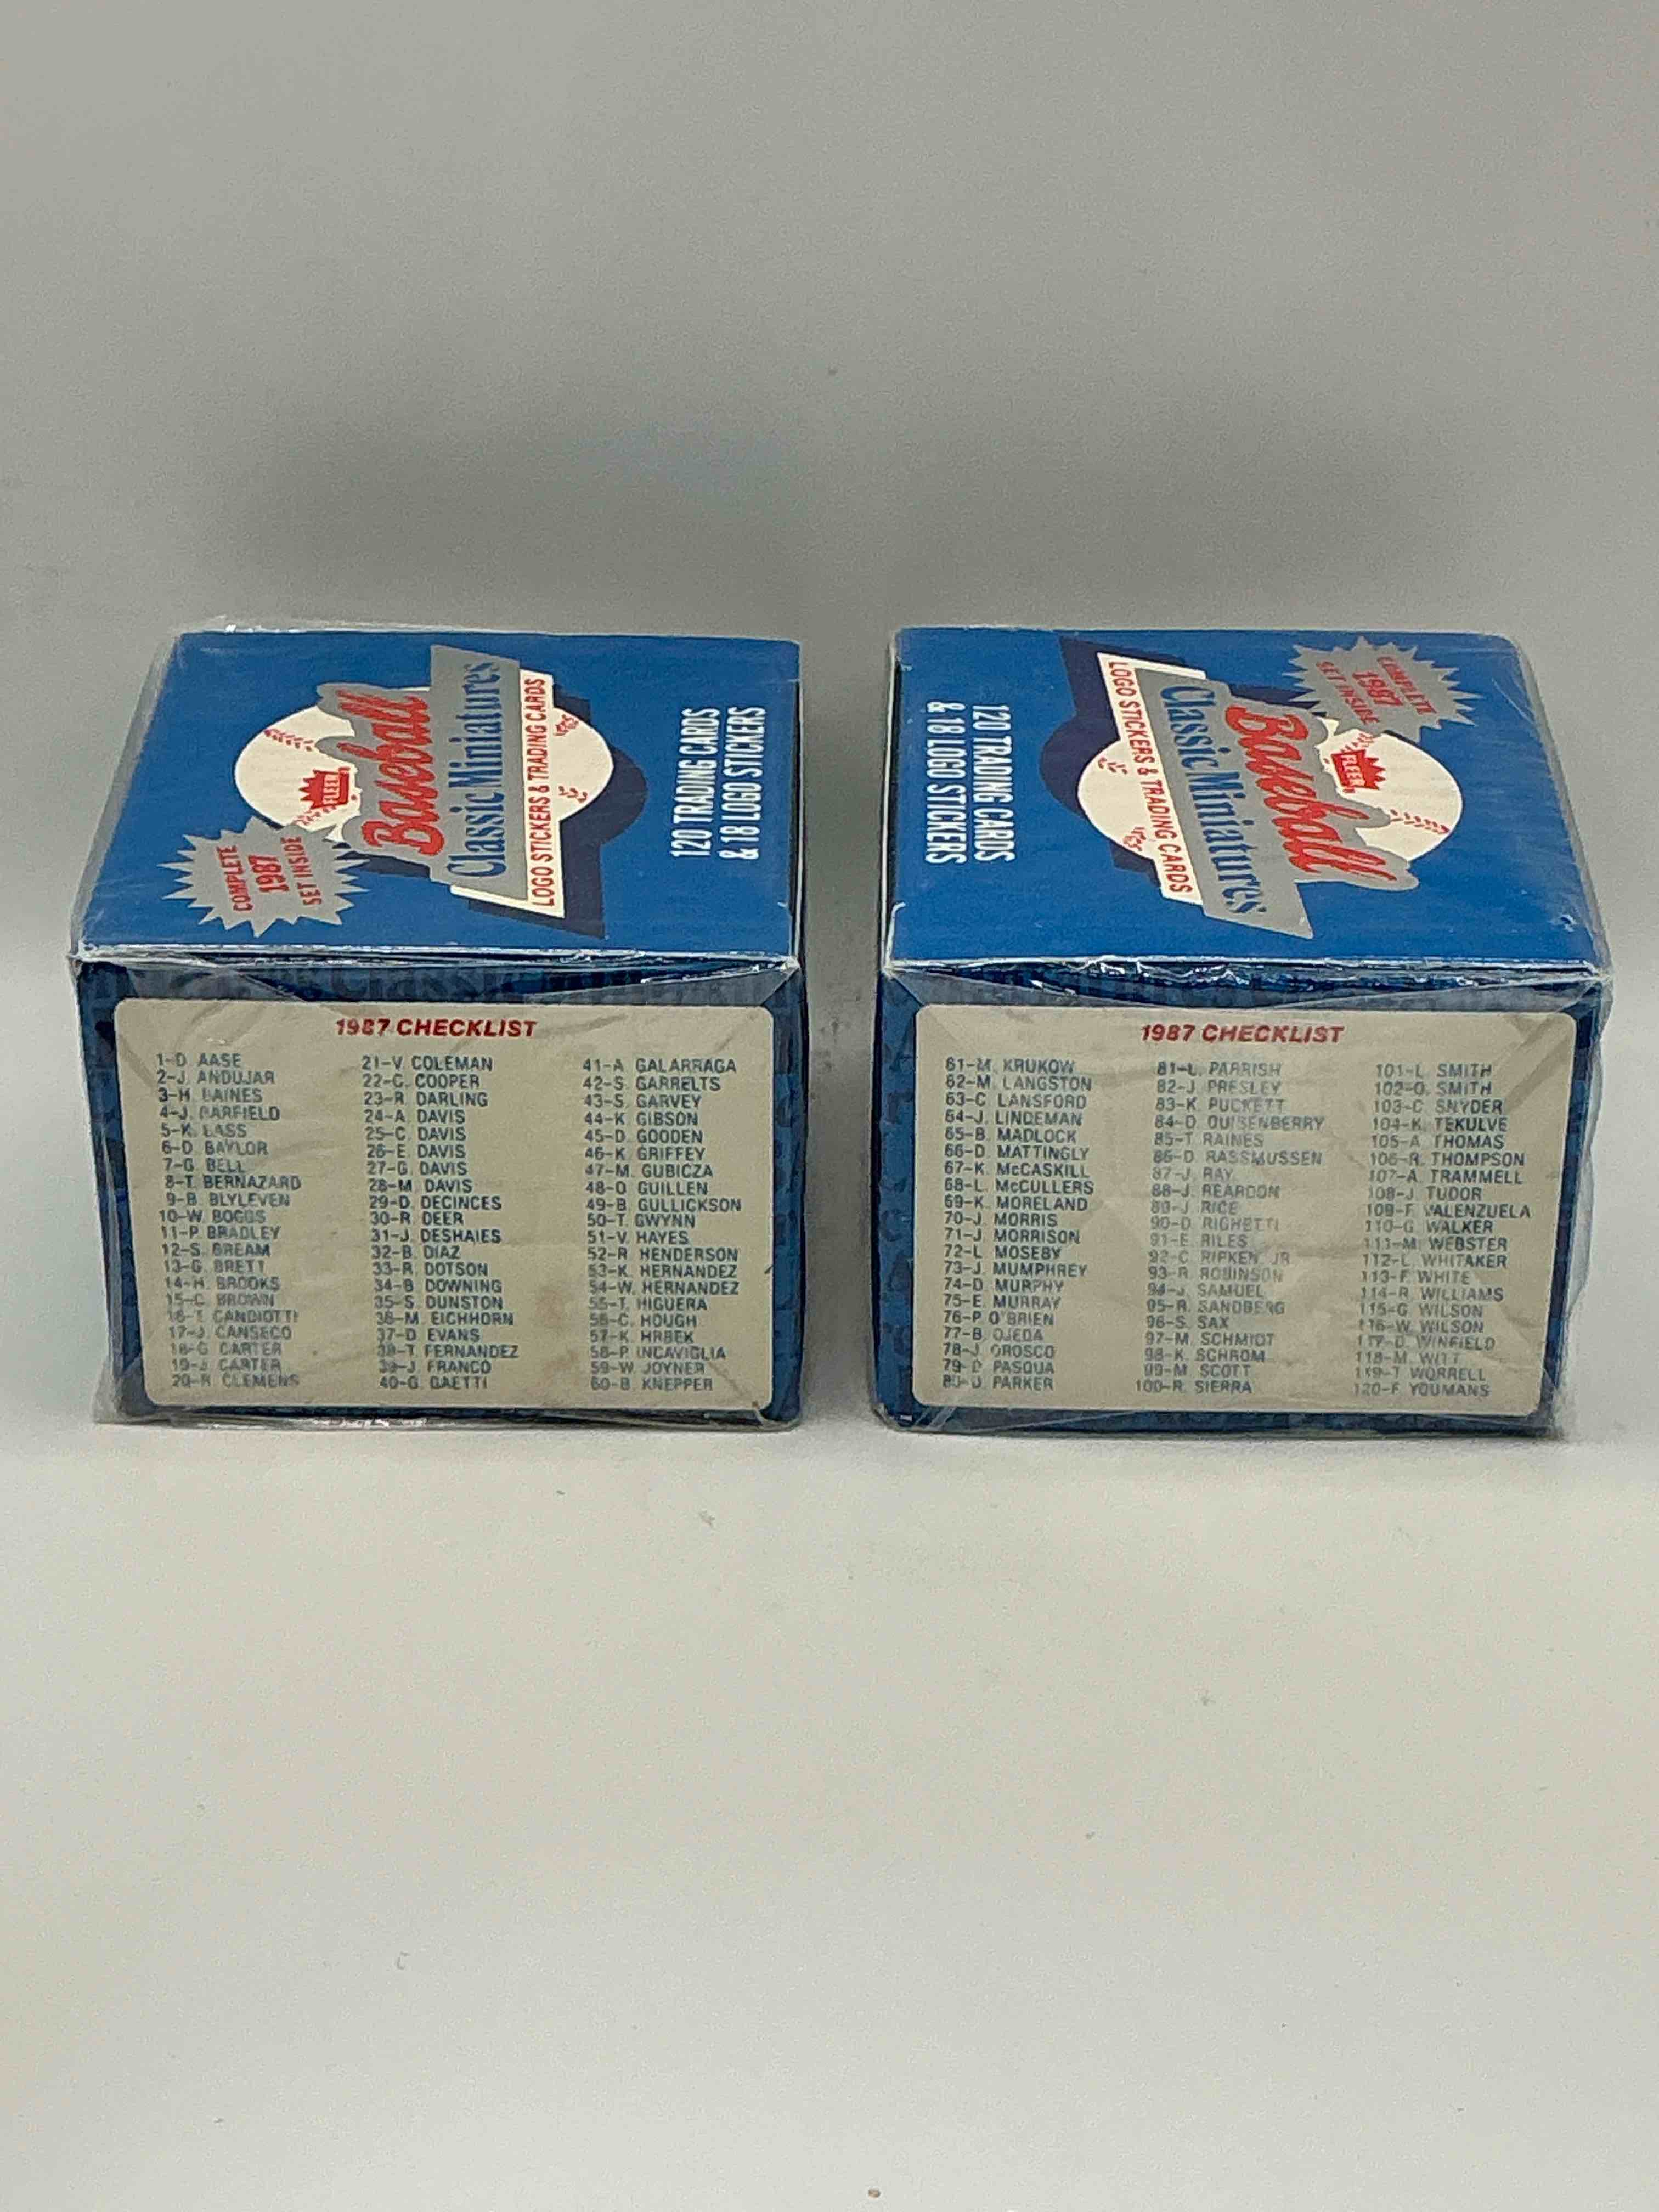 COMPLETE
1987
SET INSIDE
FLEER
Baseball
Classic Miniatures
LOGO STICKERS & TRADING CARDS
120 TRADING CARDS
& 18 LOGO STICKERS
1987 CHECKLIST
1-D. AASE
2-J. ANDUJAR
3-H. BAINES
4-J. BARFIELD
5-K. BASS
6-D. BAYLOR
7-G. BELL
8-T. BERNAZARD
9-B. BLYLEVEN
10-W. BOGGS
11-P. BRADLEY
12-S. BREAM
13-G. BRETT
14-H. BROOKS
15-C. BROWN
16-T. CANDIOTTI
17-J. CANSECO
18-G. CARTER
19-J. CARTER
20-R. CLEMENS
21-V. COLEMAN
22-C. COOPER
23-R. DARLING
24-A. DAVIS
25-C. DAVIS
26-E. DAVIS
27-G. DAVIS
28-M. DAVIS
29-D. DECINCES
30-R. DEER
31-J. DESHAIES
32-B. DIAZ
33-R. DOTSON
34-B. DOWNING
35-S. DUNSTON
36-M. EICHHORN
37-D. EVANS
38-T. FERNANDEZ
39-J. FRANCO
40-G. GAETTI
41-A. GALARRAGA
42-S. GARRELTS
43-S. GARVEY
44-K. GIBSON
45-D. GOODEN
46-K. GRIFFEY
47-M. GUBICZA
48-O. GUILLEN
49-B. GULLICKSON
50-T. GWYNN
51-V. HAYES
52-R. HENDERSON
53-K. HERNANDEZ
54-W. HERNANDEZ
55-T. HIGUERA
56-C. HOUGH
57-K. HRBEK
58-P. INCAVIGLIA
59-W. JOYNER
60-B. KNEPPER
COMPLETE
1987
SET INSIDE
FLEER
Baseball
Classic Miniatures
LOGO STICKERS & TRADING CARDS
120 TRADING CARDS
& 18 LOGO STICKERS
1987 CHECKLIST
61-M. KRUKOW
62-M. LANGSTON
63-C. LANSFORD
64-J. LINDEMAN
65-B. MADLOCK
66-D. MATTINGLY
67-K. McCASKILL
68-L. McCULLERS
69-K. MORELAND
70-J. MORRIS
71-J. MORRISON
72-L. MOSEBY
73-J. MUMPHREY
74-D. MURPHY
75-E. MURRAY
76-P. O'BRIEN
77-B. OJEDA
78-J. OROSCO
79-D. PASQUA
80-D. PARKER
81-L. PARRISH
82-J. PRESLEY
83-K. PUCKETT
84-D. QUISENBERRY
85-T. RAINES
86-D. RASSMUSSEN
87-J. RAY
88-J. REARDON
89-J. RICE
90-D. RIGHETTI
91-E. RILES
92-C. RIPKEN, JR.
93-R. ROBINSON
94-J. SAMUEL
95-R. SANDBERG
96-S. SAX
97-M. SCHMIDT
98-K. SCHROM
99-M. SCOTT
100-R. SIERRA
101-L. SMITH
102-O. SMITH
103-C. SNYDER
104-K. TEKULVE
105-A. THOMAS
106-R. THOMPSON
107-A. TRAMMELL
108-J. TUDOR
109-F. VALENZUELA
110-G. WALKER
111-M. WEBSTER
112-L. WHITAKER
113-F. WHITE
114-R. WILLIAMS
115-G. WILSON
116-W. WILSON
117-D. WINFIELD
118-M. WITT
119-T. WORRELL
120-F. YOUMANS